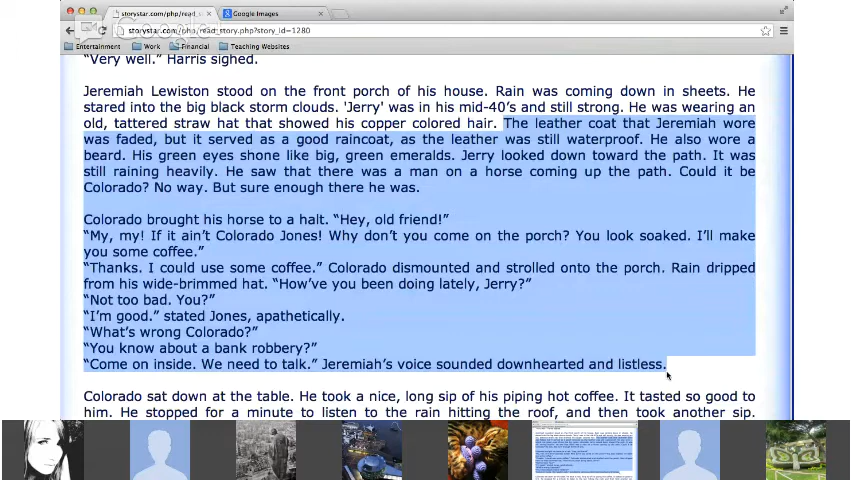 storystar.com/php/read_s
Google Images
storystar.com/php/read_story.php?story_id=1280
Entertainment
Work
Financial
Teaching Websites
“Very well.” Harris sighed.
Jeremiah Lewiston stood on the front porch of his house. Rain was coming down in sheets. He
stared into the big black storm clouds. 'Jerry' was in his mid-40’s and still strong. He was wearing an
old, tattered straw hat that showed his copper colored hair. The leather coat that Jeremiah wore
was faded, but it served as a good raincoat, as the leather was still waterproof. He also wore a
beard. His green eyes shone like big, green emeralds. Jerry looked down toward the path. It was
still raining heavily. He saw that there was a man on a horse coming up the path. Could it be
Colorado? No way. But sure enough there he was.
Colorado brought his horse to a halt. “Hey, old friend!”
“My, my! If it ain’t Colorado Jones! Why don’t you come on the porch? You look soaked. I’ll make
you some coffee.”
“Thanks. I could use some coffee.” Colorado dismounted and strolled onto the porch. Rain dripped
from his wide-brimmed hat. “How’ve you been doing lately, Jerry?”
“Not too bad. You?”
“I’m good.” stated Jones, apathetically.
“What’s wrong Colorado?”
“You know about a bank robbery?”
“Come on inside. We need to talk.” Jeremiah’s voice sounded downhearted and listless.
Colorado sat down at the table. He took a nice, long sip of his piping hot coffee. It tasted so good to
him. He stopped for a minute to listen to the rain hitting the roof, and then took another sip.